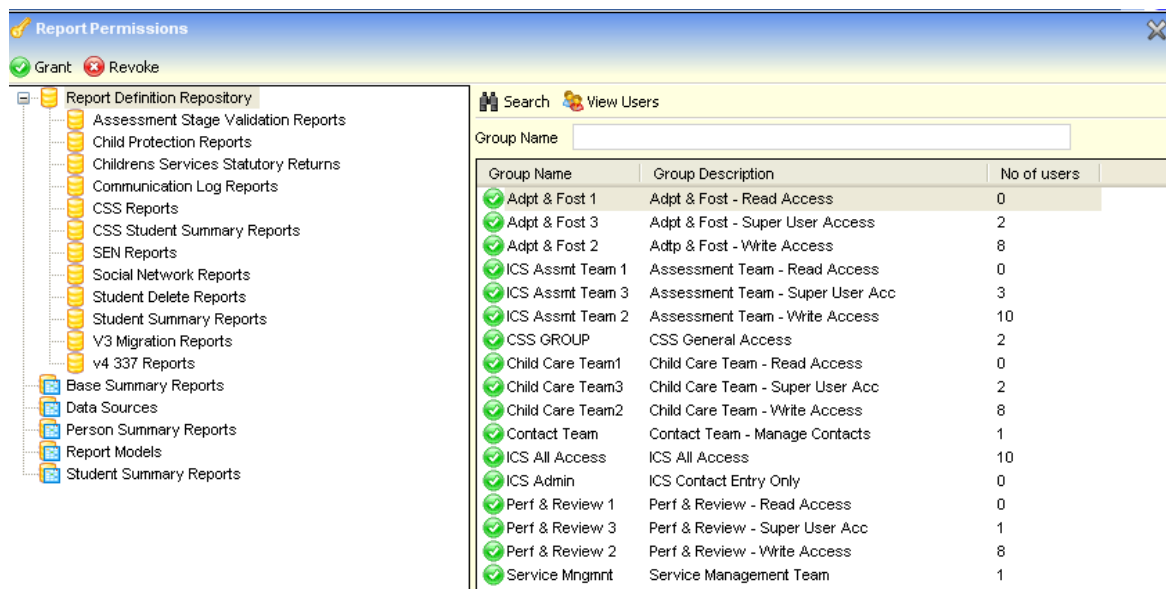 Report Permissions
Grant Revoke
Report Definition Repository
Assessment Stage Validation Reports
Child Protection Reports
Childrens Services Statutory Returns
Communication Log Reports
CSS Reports
CSS Student Summary Reports
SEN Reports
Social Network Reports
Student Delete Reports
Student Summary Reports
V3 Migration Reports
v4 337 Reports
Base Summary Reports
Data Sources
Person Summary Reports
Report Models
Student Summary Reports
Search View Users
Group Name
Group Name Group Description No of users
Adpt & Fost 1 Adpt & Fost - Read Access 0
Adpt & Fost 3 Adpt & Fost - Super User Access 2
Adpt & Fost 2 Adtp & Fost - Write Access 8
ICS Assmt Team 1 Assessment Team - Read Access 0
ICS Assmt Team 3 Assessment Team - Super User Acc 3
ICS Assmt Team 2 Assessment Team - Write Access 10
CSS GROUP CSS General Access 2
Child Care Team1 Child Care Team - Read Access 0
Child Care Team3 Child Care Team - Super User Acc 2
Child Care Team2 Child Care Team - Write Access 8
Contact Team Contact Team - Manage Contacts 1
ICS All Access ICS All Access 10
ICS Admin ICS Contact Entry Only 0
Perf & Review 1 Perf & Review - Read Access 0
Perf & Review 3 Perf & Review - Super User Acc 1
Perf & Review 2 Perf & Review - Write Access 8
Service Mngmnt Service Management Team 1